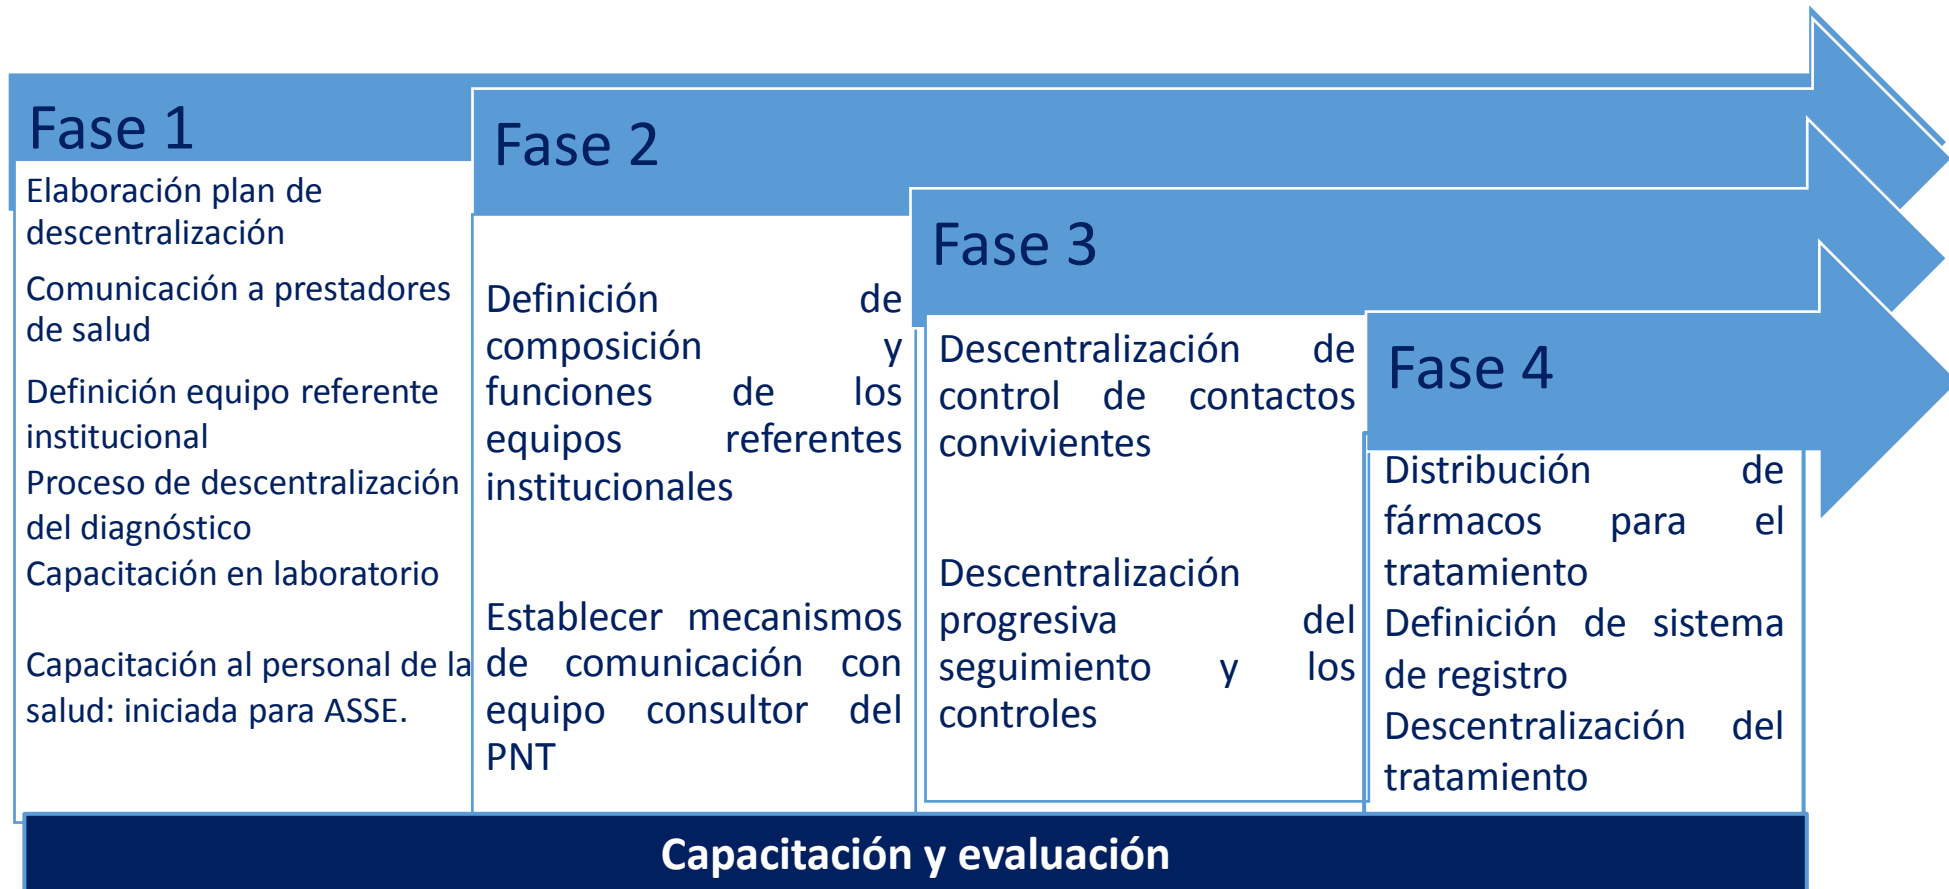 Fase 1
Elaboración plan de
descentralización
Comunicación a prestadores
de salud
Definición equipo referente
institucional
Proceso de descentralización
del diagnóstico
Capacitación en laboratorio
Capacitación al personal de la
salud: iniciada para ASSE.
Fase 2
Definición de
composición y
funciones de los
equipos referentes
institucionales
Establecer mecanismos
de comunicación con
equipo consultor del
PNT
Fase 3
Descentralización de
control de contactos
convivientes
Descentralización
progresiva del
seguimiento y los
controles
Fase 4
Distribución de
fármacos para el
tratamiento
Definición de sistema
de registro
Descentralización del
tratamiento
Capacitación y evaluación